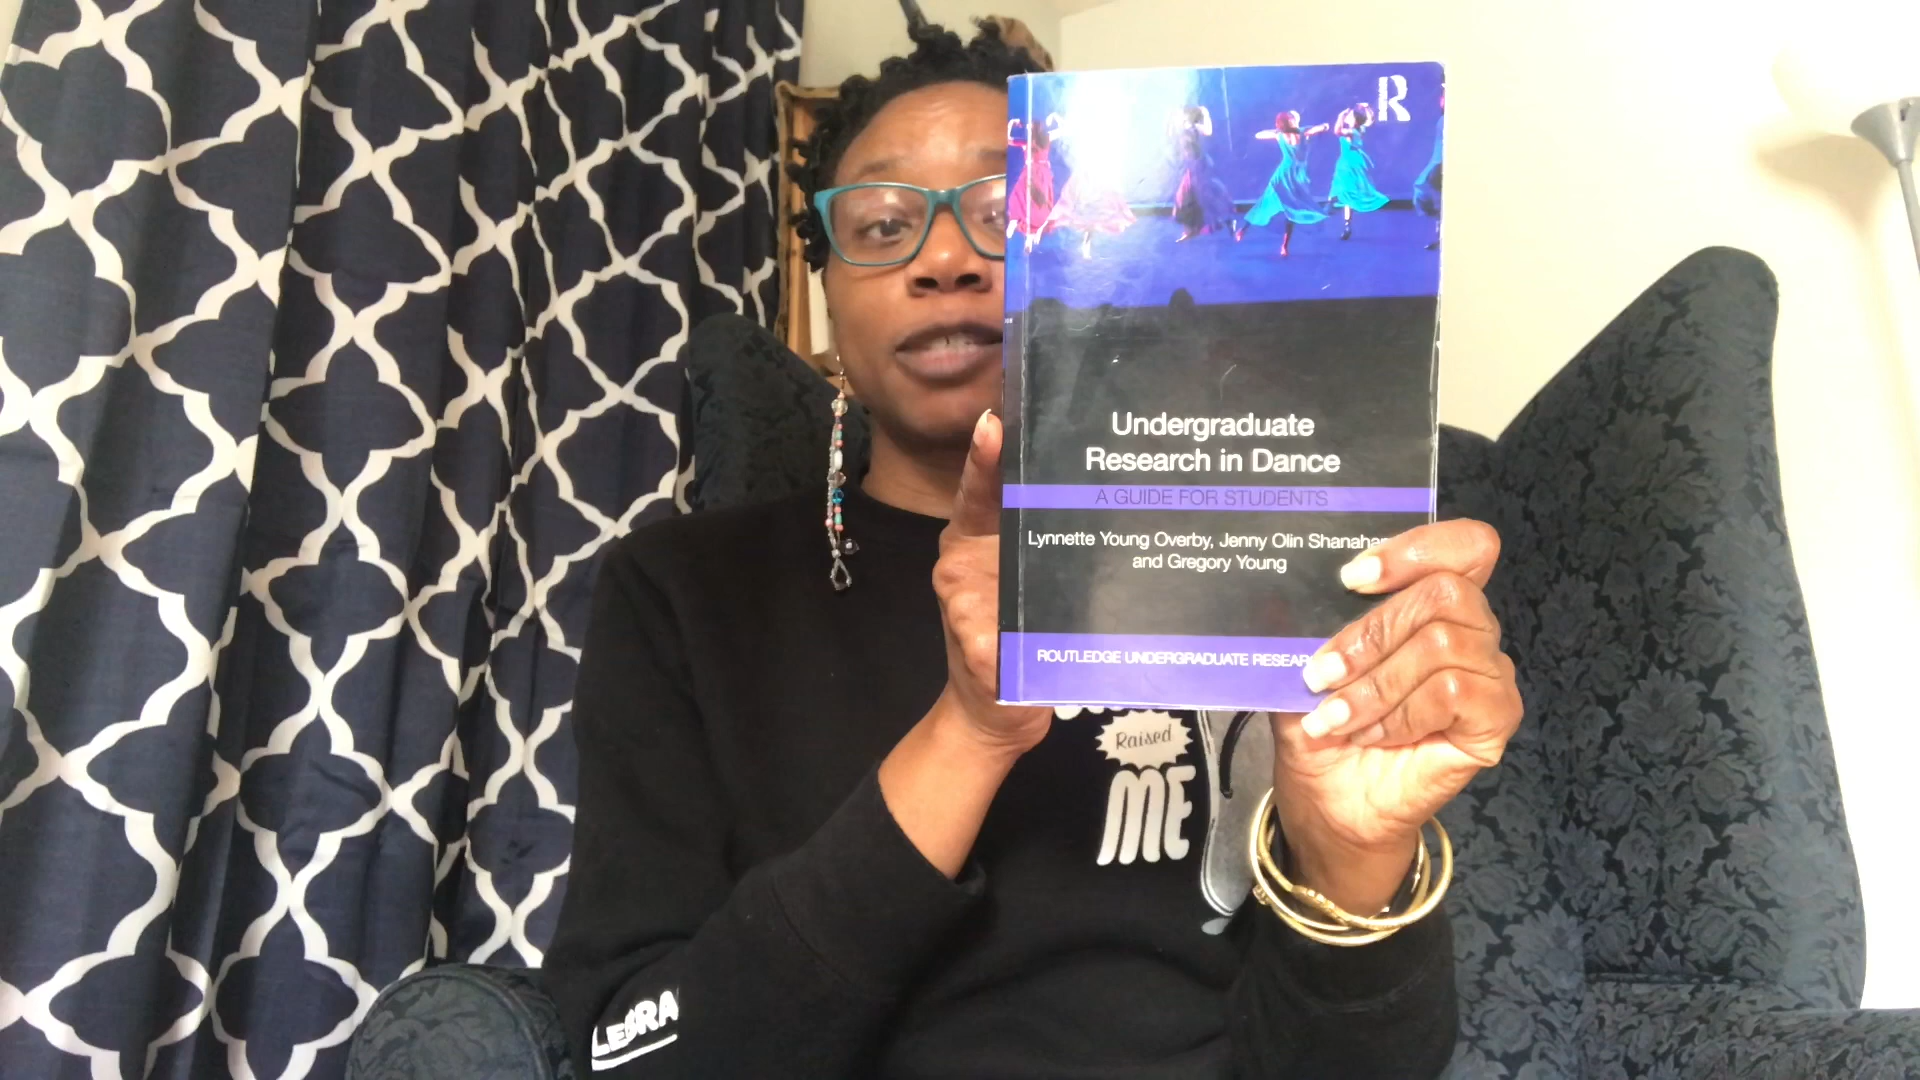 R
Undergraduate
Research in Dance
A GUIDE FOR STUDENTS
Lynnette Young Overby, Jenny Olin Shanahan
and Gregory Young
ROUTLEDGE UNDERGRADUATE
Raised
ME